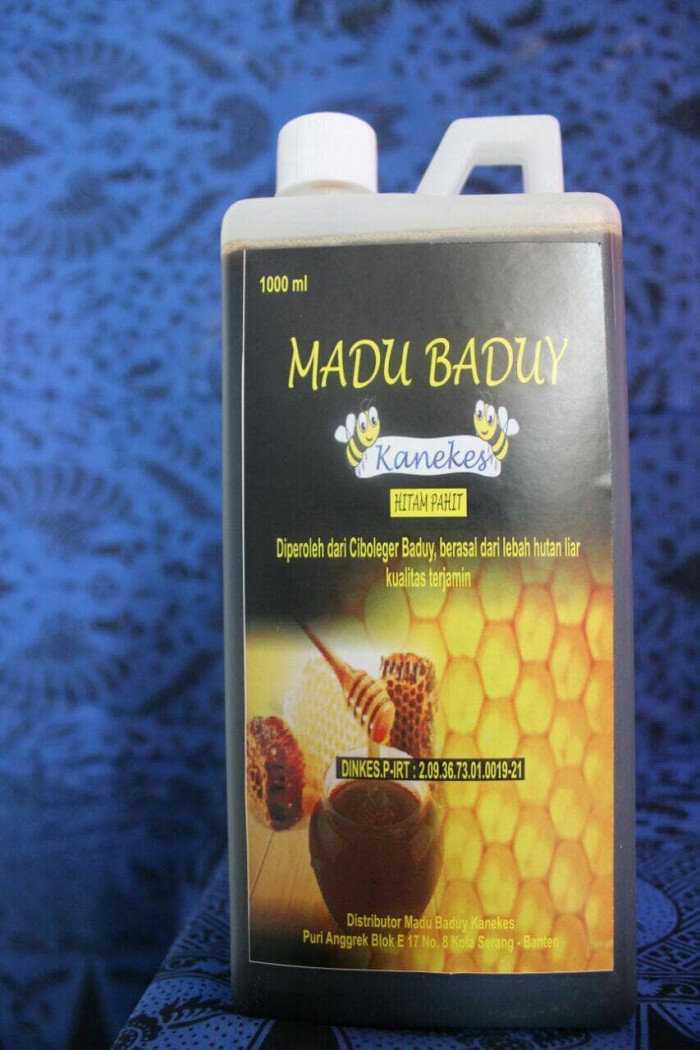 1000 ml
MADU BADUY
Kanekes
HITAM PAHIT
Diperoleh dari Ciboleger Baduy, berasal dari lebah hutan liar
kualitas terjamin
DINKES.P-IRT : 2.09.36.73.01.0019-21
Distributor Madu Baduy Kanekes
Puri Anggrek Blok E 17 No. 8 Kota Serang - Banten